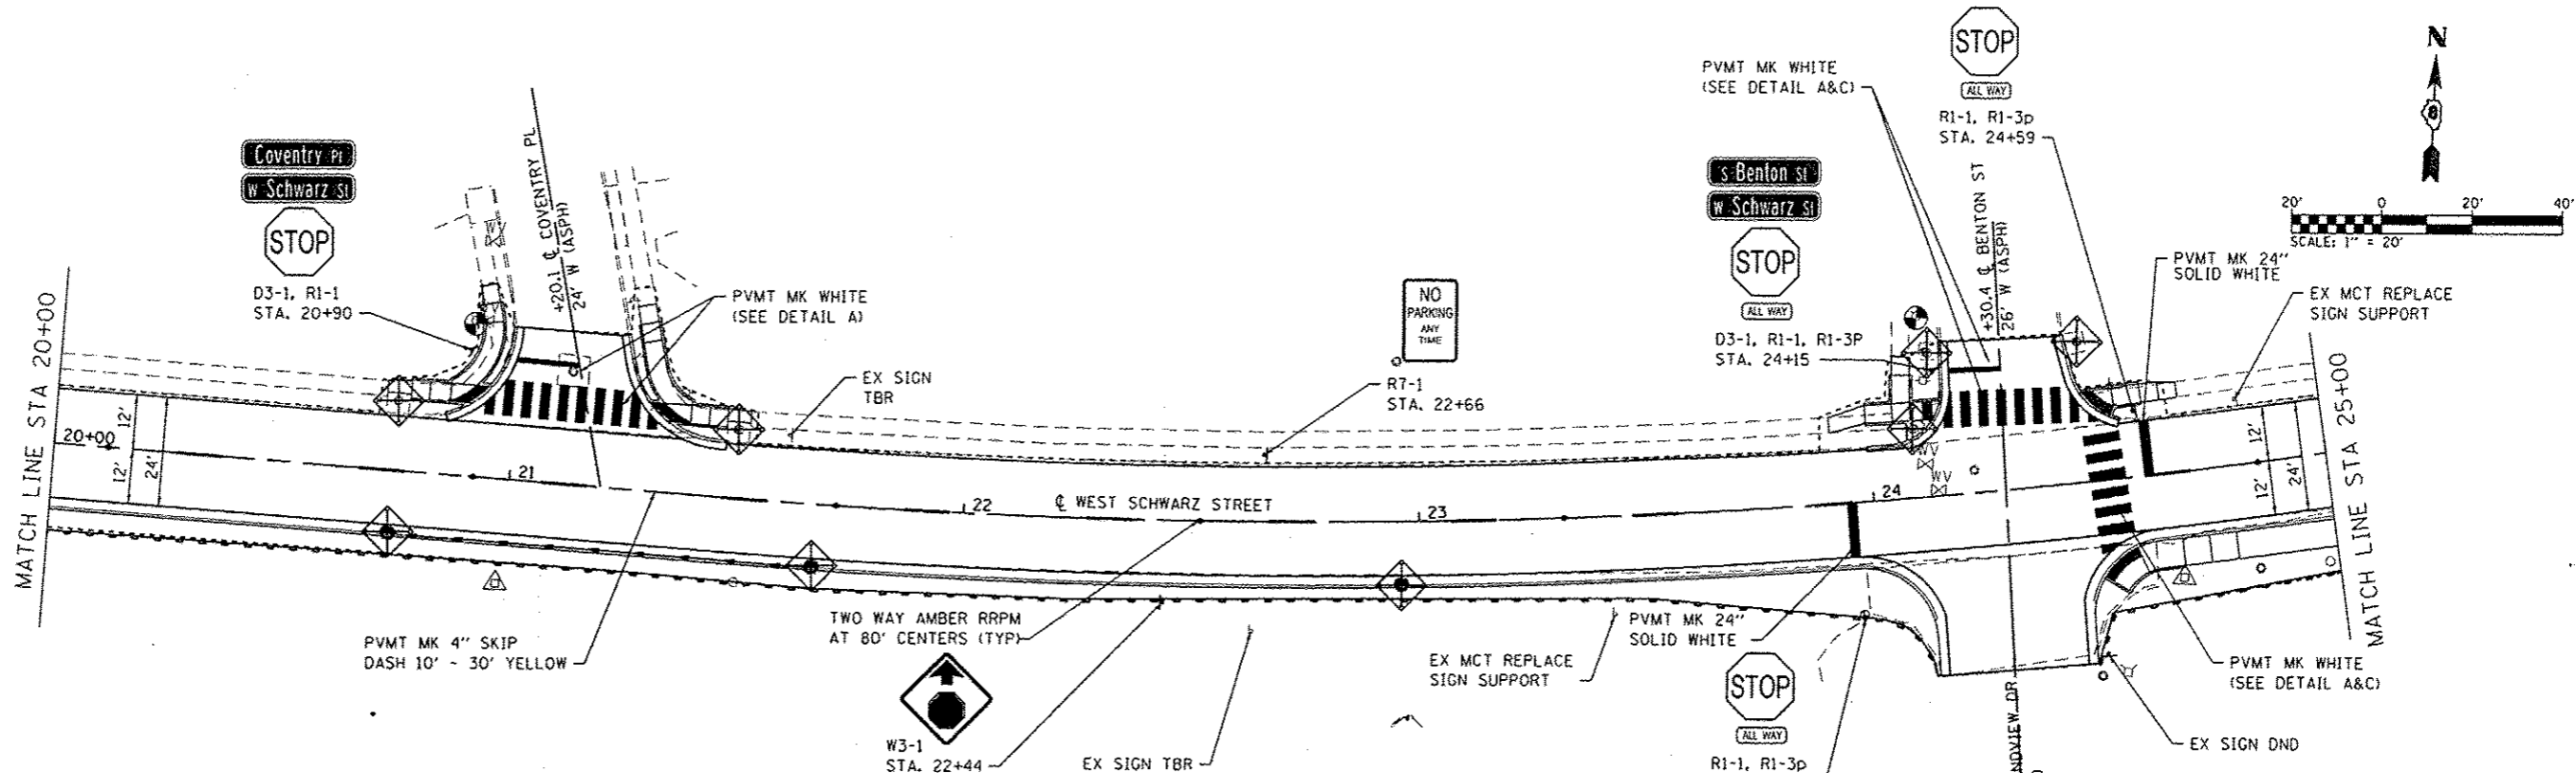 Coventry Pl
W Schwarz St
STOP
D3-1, R1-1
STA. 20+90
+20.1 ℄ COVENTRY PL
24' W (ASPH)
WV
PVMT MK WHITE
(SEE DETAIL A)
EX SIGN
TBR
NO
PARKING
ANY
TIME
R7-1
STA. 22+66
PVMT MK WHITE
(SEE DETAIL A&C)
S Benton St
W Schwarz St
STOP
ALL WAY
D3-1, R1-1, R1-3P
STA. 24+15
STOP
ALL WAY
R1-1, R1-3p
STA. 24+59
+30.4 ℄ BENTON ST
26' W (ASPH)
N
20' 0 20' 40'
SCALE: 1" = 20'
PVMT MK 24"
SOLID WHITE
EX MCT REPLACE
SIGN SUPPORT
MATCH LINE STA 20+00
20+00
12'
12'
24'
21
22
℄ WEST SCHWARZ STREET
23
24
WV
WV
12'
12'
24'
MATCH LINE STA 25+00
PVMT MK 4" SKIP
DASH 10' - 30' YELLOW
TWO WAY AMBER RRPM
AT 80' CENTERS (TYP)
W3-1
STA. 22+44
EX SIGN TBR
EX MCT REPLACE
SIGN SUPPORT
PVMT MK 24"
SOLID WHITE
STOP
ALL WAY
R1-1, R1-3p
NDVIEW DR
PVMT MK WHITE
(SEE DETAIL A&C)
EX SIGN DND